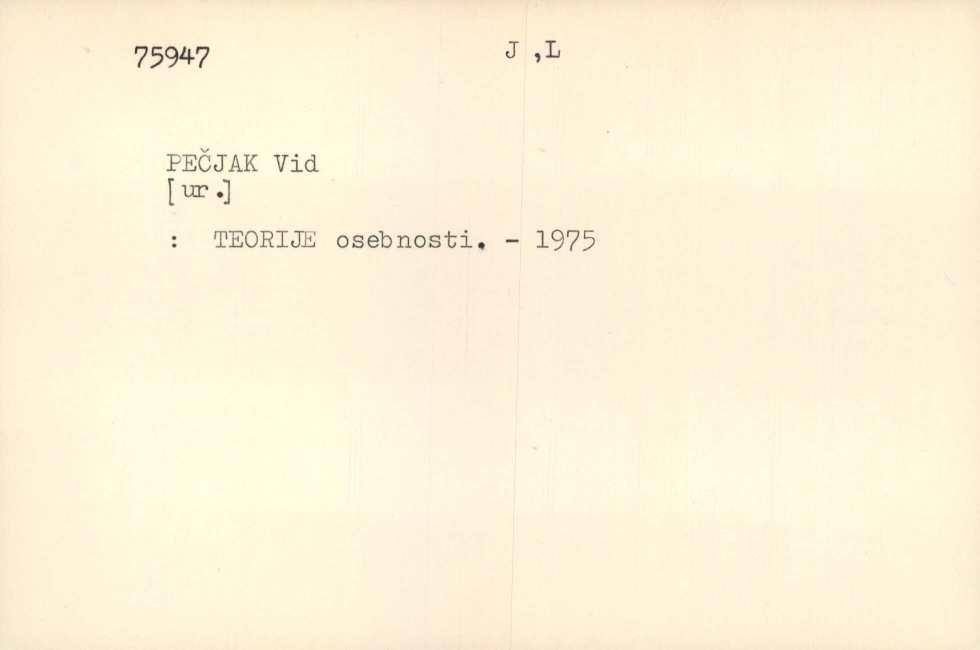 75947 J ,L
PEČJAK Vid
[ur.]
: TEORIJE osebnosti. - 1975